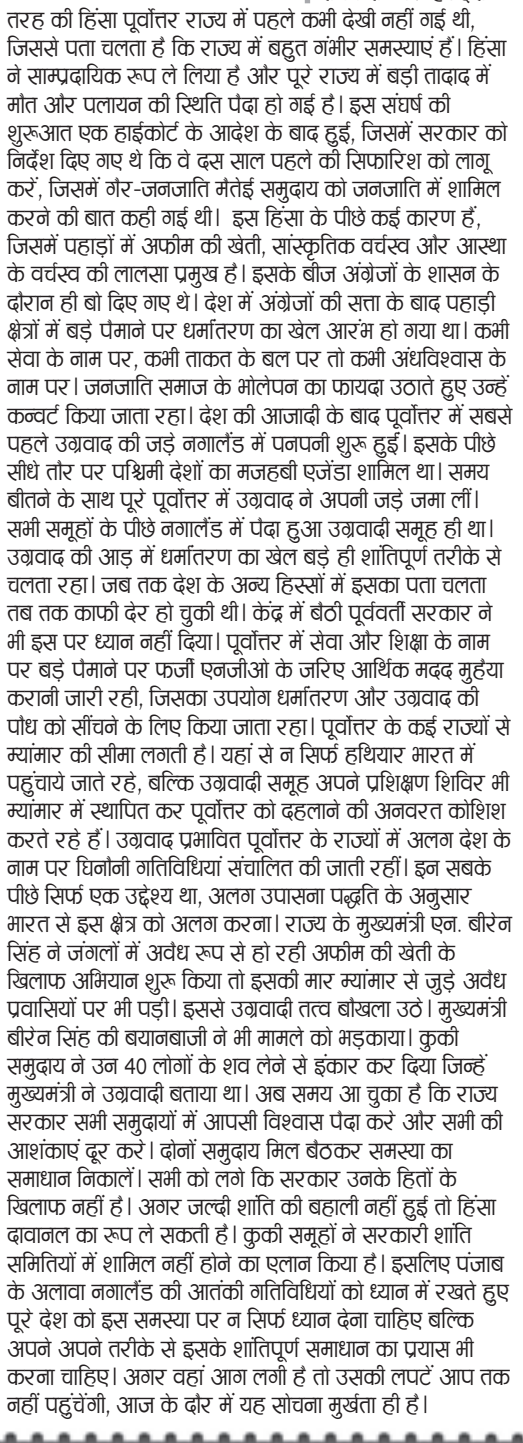 तरह की हिंसा पूर्वोत्तर राज्य में पहले कभी देखी नहीं गई थी,
जिससे पता चलता है कि राज्य में बहुत गंभीर समस्याएं हैं। हिंसा
ने साम्प्रदायिक रूप ले लिया है और पूरे राज्य में बड़ी तादाद में
मौत और पलायन की स्थिति पैदा हो गई है। इस संघर्ष की
शुरूआत एक हाईकोर्ट के आदेश के बाद हुई, जिसमें सरकार को
निर्देश दिए गए थे कि वे दस साल पहले की सिफारिश को लागू
करें, जिसमें गैर-जनजाति मैतेई समुदाय को जनजाति में शामिल
करने की बात कही गई थी। इस हिंसा के पीछे कई कारण हैं,
जिसमें पहाड़ों में अफीम की खेती, सांस्कृतिक वर्चस्व और आस्था
के वर्चस्व की लालसा प्रमुख है। इसके बीज अंग्रेजों के शासन के
दौरान ही बो दिए गए थे। देश में अंग्रेजों की सत्ता के बाद पहाड़ी
क्षेत्रों में बड़े पैमाने पर धर्मांतरण का खेल आरंभ हो गया था। कभी
सेवा के नाम पर, कभी ताकत के बल पर तो कभी अंधविश्वास के
नाम पर। जनजाति समाज के भोलेपन का फायदा उठाते हुए उन्हें
कन्वर्ट किया जाता रहा। देश की आजादी के बाद पूर्वोत्तर में सबसे
पहले उग्रवाद की जड़ें नगालैंड में पनपनी शुरू हुई। इसके पीछे
सीधे तौर पर पश्चिमी देशों का मजहबी एजेंडा शामिल था। समय
बीतने के साथ पूरे पूर्वोत्तर में उग्रवाद ने अपनी जड़ें जमा लीं।
सभी समूहों के पीछे नगालैंड में पैदा हुआ उग्रवादी समूह ही था।
उग्रवाद की आड़ में धर्मांतरण का खेल बड़े ही शांतिपूर्ण तरीके से
चलता रहा। जब तक देश के अन्य हिस्सों में इसका पता चलता
तब तक काफी देर हो चुकी थी। केंद्र में बैठी पूर्ववर्ती सरकार ने
भी इस पर ध्यान नहीं दिया। पूर्वोत्तर में सेवा और शिक्षा के नाम
पर बड़े पैमाने पर फर्जी एनजीओ के जरिए आर्थिक मदद मुहैया
करानी जारी रही, जिसका उपयोग धर्मांतरण और उग्रवाद की
पौध को सींचने के लिए किया जाता रहा। पूर्वोत्तर के कई राज्यों से
म्यांमार की सीमा लगती है। यहां से न सिर्फ हथियार भारत में
पहुंचाये जाते रहे, बल्कि उग्रवादी समूह अपने प्रशिक्षण शिविर भी
म्यांमार में स्थापित कर पूर्वोत्तर को दहलाने की अनवरत कोशिश
करते रहे हैं। उग्रवाद प्रभावित पूर्वोत्तर के राज्यों में अलग देश के
नाम पर घिनौनी गतिविधियां संचालित की जाती रहीं। इन सबके
पीछे सिर्फ एक उद्देश्य था, अलग उपासना पद्धति के अनुसार
भारत से इस क्षेत्र को अलग करना। राज्य के मुख्यमंत्री एन. बीरेन
सिंह ने जंगलों में अवैध रूप से हो रही अफीम की खेती के
खिलाफ अभियान शुरू किया तो इसकी मार म्यांमार से जुड़े अवैध
प्रवासियों पर भी पड़ी। इससे उग्रवादी तत्व बौखला उठे। मुख्यमंत्री
बीरेन सिंह की बयानबाजी ने भी मामले को भड़काया। कुकी
समुदाय ने उन 40 लोगों के शव लेने से इंकार कर दिया जिन्हें
मुख्यमंत्री ने उग्रवादी बताया था। अब समय आ चुका है कि राज्य
सरकार सभी समुदायों में आपसी विश्वास पैदा करे और सभी की
आशंकाएं दूर करे। दोनों समुदाय मिल बैठकर समस्या का
समाधान निकालें। सभी को लगे कि सरकार उनके हितों के
खिलाफ नहीं है। अगर जल्दी शांति की बहाली नहीं हुई तो हिंसा
दावानल का रूप ले सकती है। कुकी समूहों ने सरकारी शांति
समितियों में शामिल नहीं होने का एलान किया है। इसलिए पंजाब
के अलावा नगालैंड की आतंकी गतिविधियों को ध्यान में रखते हुए
पूरे देश को इस समस्या पर न सिर्फ ध्यान देना चाहिए बल्कि
अपने अपने तरीके से इसके शांतिपूर्ण समाधान का प्रयास भी
करना चाहिए। अगर वहां आग लगी है तो उसकी लपटें आप तक
नहीं पहुंचेंगी, आज के दौर में यह सोचना मुर्खता ही है।